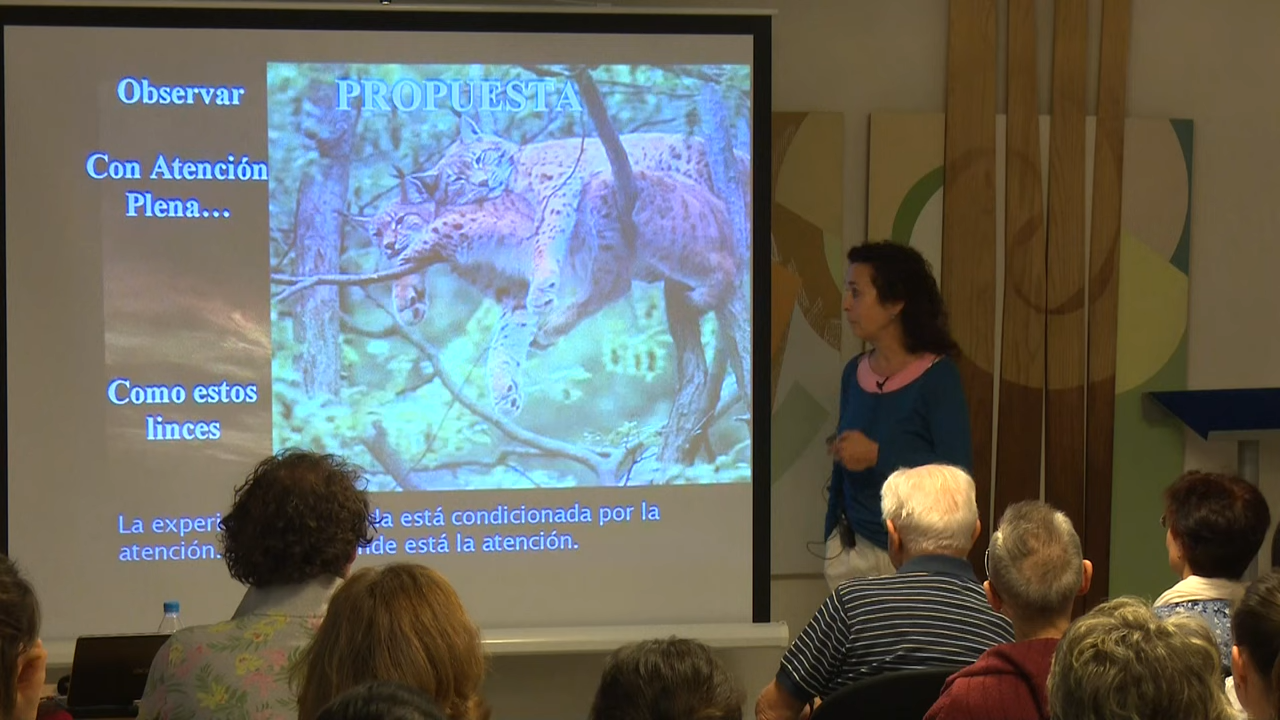 PROPUESTA
Observar
Con Atención
Plena...
Como estos
linces
La experi da está condicionada por la
atención. nde está la atención.